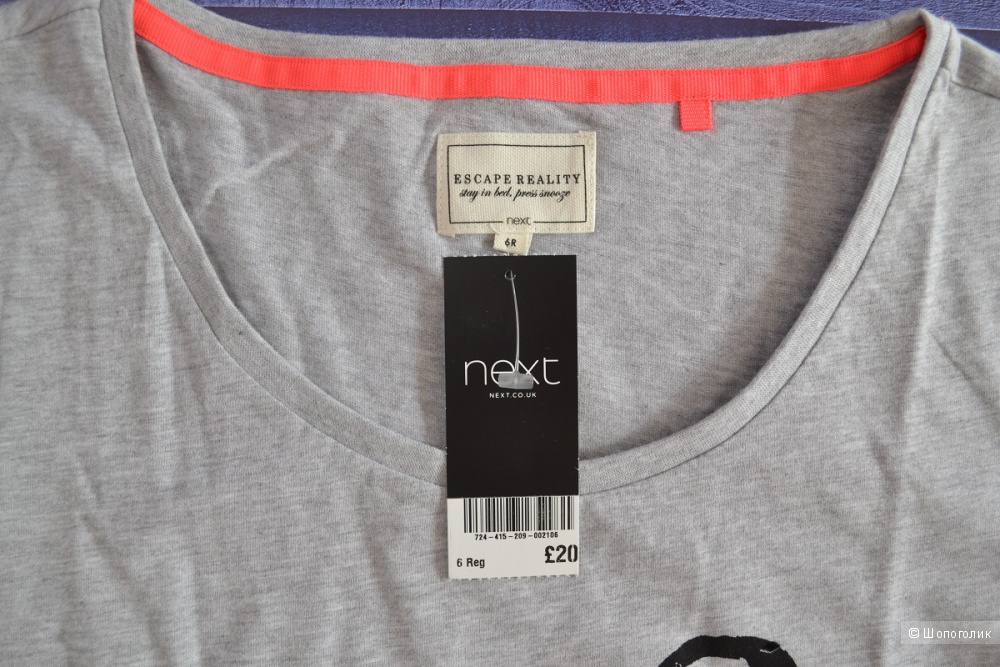 ESCAPE REALITY
stay in bed, press snooze
next
6R
next
NEXT.CO.UK
724-415-209-002106
6 Reg £20
© Шопоголик